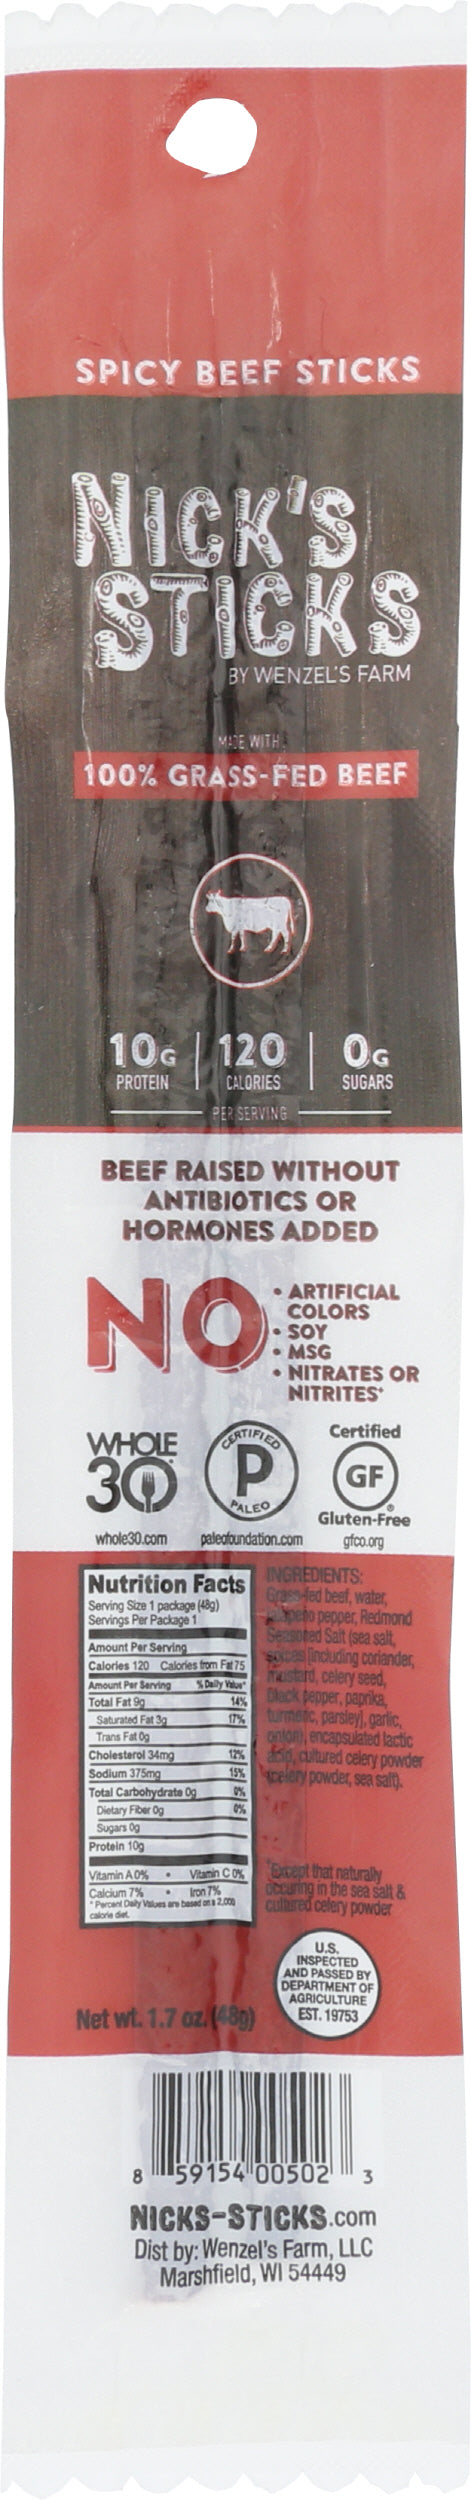 SPICY BEEF STICKS
NICK'S
STICKS
BY WENZEL'S FARM
MADE WITH
100% GRASS-FED BEEF
10G | 120 | 0G
PROTEIN CALORIES SUGARS
PER SERVING
BEEF RAISED WITHOUT
ANTIBIOTICS OR
HORMONES ADDED
NO
• ARTIFICIAL
COLORS
• SOY
• MSG
• NITRATES OR
NITRITES*
WHOLE
30®
whole30.com
CERTIFIED
P
PALEO
paleofoundation.com
Certified
GF®
Gluten-Free
gfco.org
Nutrition Facts
Serving Size 1 package (48g)
Servings Per Package 1
Amount Per Serving
Calories 120 Calories from Fat 75
Amount Per Serving % Daily Value*
Total Fat 9g 14%
Saturated Fat 3g 17%
Trans Fat 0g
Cholesterol 34mg 12%
Sodium 375mg 15%
Total Carbohydrate 0g 0%
Dietary Fiber 0g 0%
Sugars 0g
Protein 10g
Vitamin A 0% • Vitamin C 0%
Calcium 7% • Iron 7%
* Percent Daily Values are based on a 2,000
calorie diet.
INGREDIENTS:
Grass-fed beef, water,
jalapeño pepper, Redmond
Seasoned Salt (sea salt,
spices [including coriander,
mustard, celery seed,
black pepper, paprika,
turmeric, parsley], garlic,
onion), encapsulated lactic
acid, cultured celery powder
(celery powder, sea salt).
*Except that naturally
occuring in the sea salt &
cultured celery powder
U.S.
INSPECTED
AND PASSED BY
DEPARTMENT OF
AGRICULTURE
EST. 19753
Net wt. 1.7 oz. (48g)
8 59154 00502 3
NICKS-STICKS.com
Dist by: Wenzel's Farm, LLC
Marshfield, WI 54449